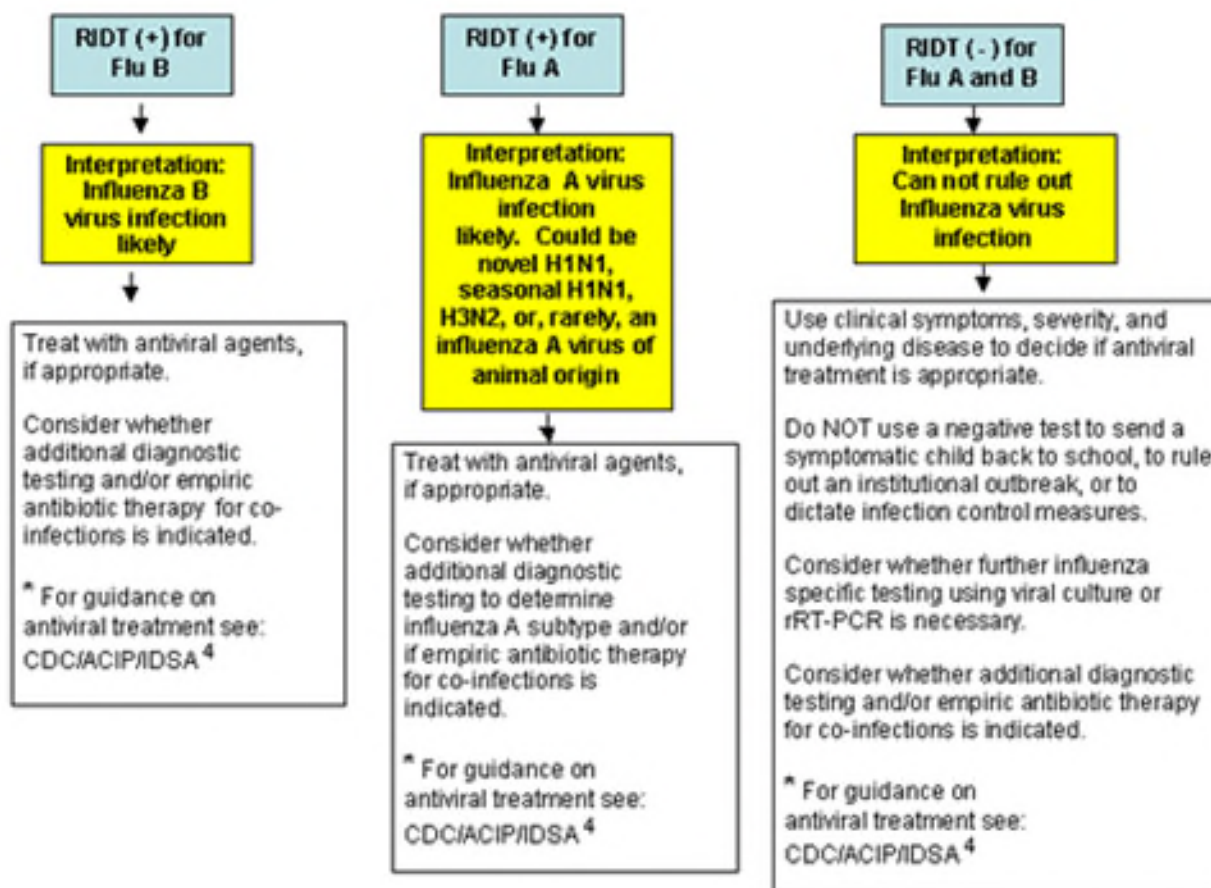 RIDT (+) for
Flu B
Interpretation:
Influenza B
virus infection
likely
Treat with antiviral agents,
if appropriate.
Consider whether
additional diagnostic
testing and/or empiric
antibiotic therapy for co-
infections is indicated.
* For guidance on
antiviral treatment see:
CDC/ACIP/IDSA 4
RIDT (+) for
Flu A
Interpretation:
Influenza A virus
infection
likely. Could be
novel H1N1,
seasonal H1N1,
H3N2, or, rarely, an
influenza A virus of
animal origin
Treat with antiviral agents,
if appropriate.
Consider whether
additional diagnostic
testing to determine
influenza A subtype and/or
if empiric antibiotic therapy
for co-infections is
indicated.
* For guidance on
antiviral treatment see:
CDC/ACIP/IDSA 4
RIDT (-) for
Flu A and B
Interpretation:
Can not rule out
Influenza virus
infection
Use clinical symptoms, severity, and
underlying disease to decide if antiviral
treatment is appropriate.
Do NOT use a negative test to send a
symptomatic child back to school, to rule
out an institutional outbreak, or to
dictate infection control measures.
Consider whether further influenza
specific testing using viral culture or
rRT-PCR is necessary.
Consider whether additional diagnostic
testing and/or empiric antibiotic therapy
for co-infections is indicated.
* For guidance on
antiviral treatment see:
CDC/ACIP/IDSA 4